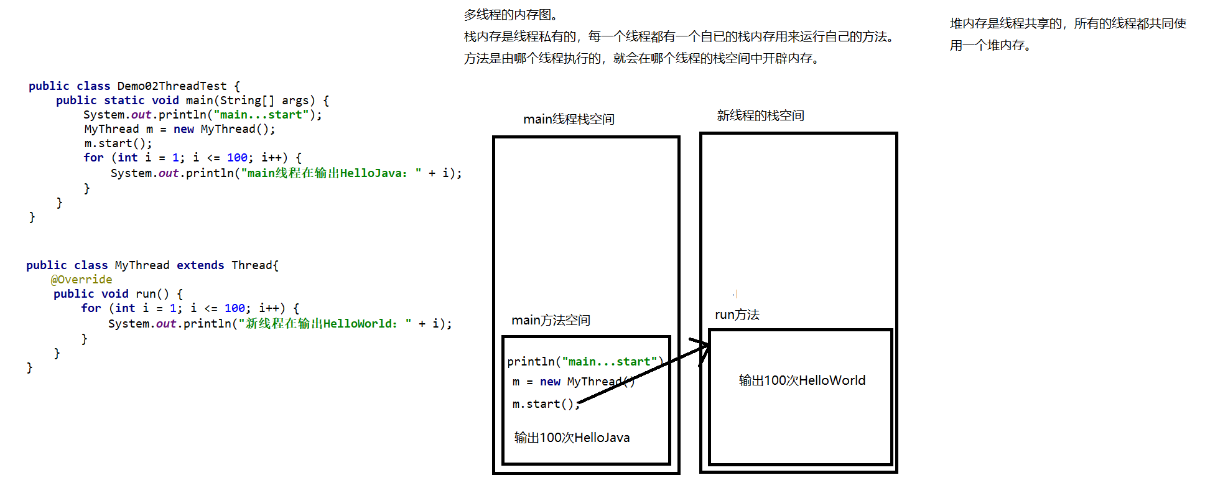 多线程的内存图。
栈内存是线程私有的，每一个线程都有一个自己的栈内存用来运行自己的方法。
方法是由哪个线程执行的，就会在哪个线程的栈空间中开辟内存。
堆内存是线程共享的，所有的线程都共同使
用一个堆内存。
public class Demo02ThreadTest {
public static void main(String[] args) {
System.out.println("main...start");
MyThread m = new MyThread();
m.start();
for (int i = 1; i <= 100; i++) {
System.out.println("main线程在输出HelloJava：" + i);
}
}
}
public class MyThread extends Thread{
@Override
public void run() {
for (int i = 1; i <= 100; i++) {
System.out.println("新线程在输出HelloWorld：" + i);
}
}
}
main线程栈空间
main方法空间
println("main...start")
m = new MyThread()
m.start();
输出100次HelloJava
新线程的栈空间
run方法
输出100次HelloWorld